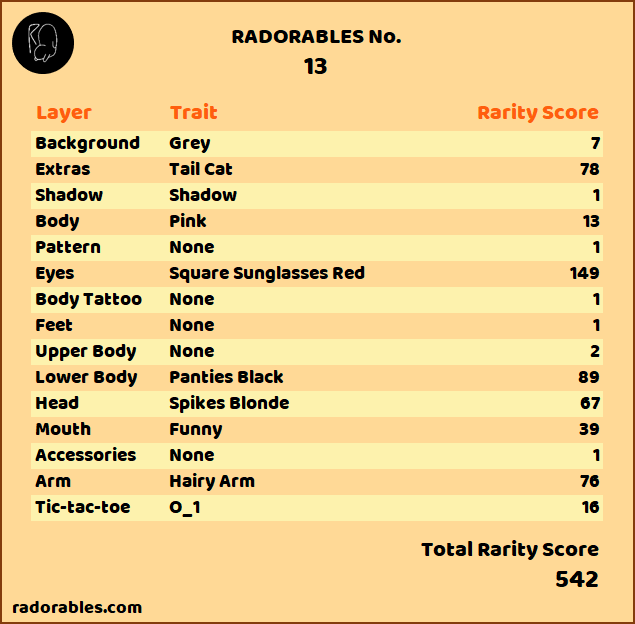 RADORABLES No.
13
Layer Trait Rarity Score
Background Grey 7
Extras Tail Cat 78
Shadow Shadow 1
Body Pink 13
Pattern None 1
Eyes Square Sunglasses Red 149
Body Tattoo None 1
Feet None 1
Upper Body None 2
Lower Body Panties Black 89
Head Spikes Blonde 67
Mouth Funny 39
Accessories None 1
Arm Hairy Arm 76
Tic-tac-toe O_1 16
Total Rarity Score
542
radorables.com